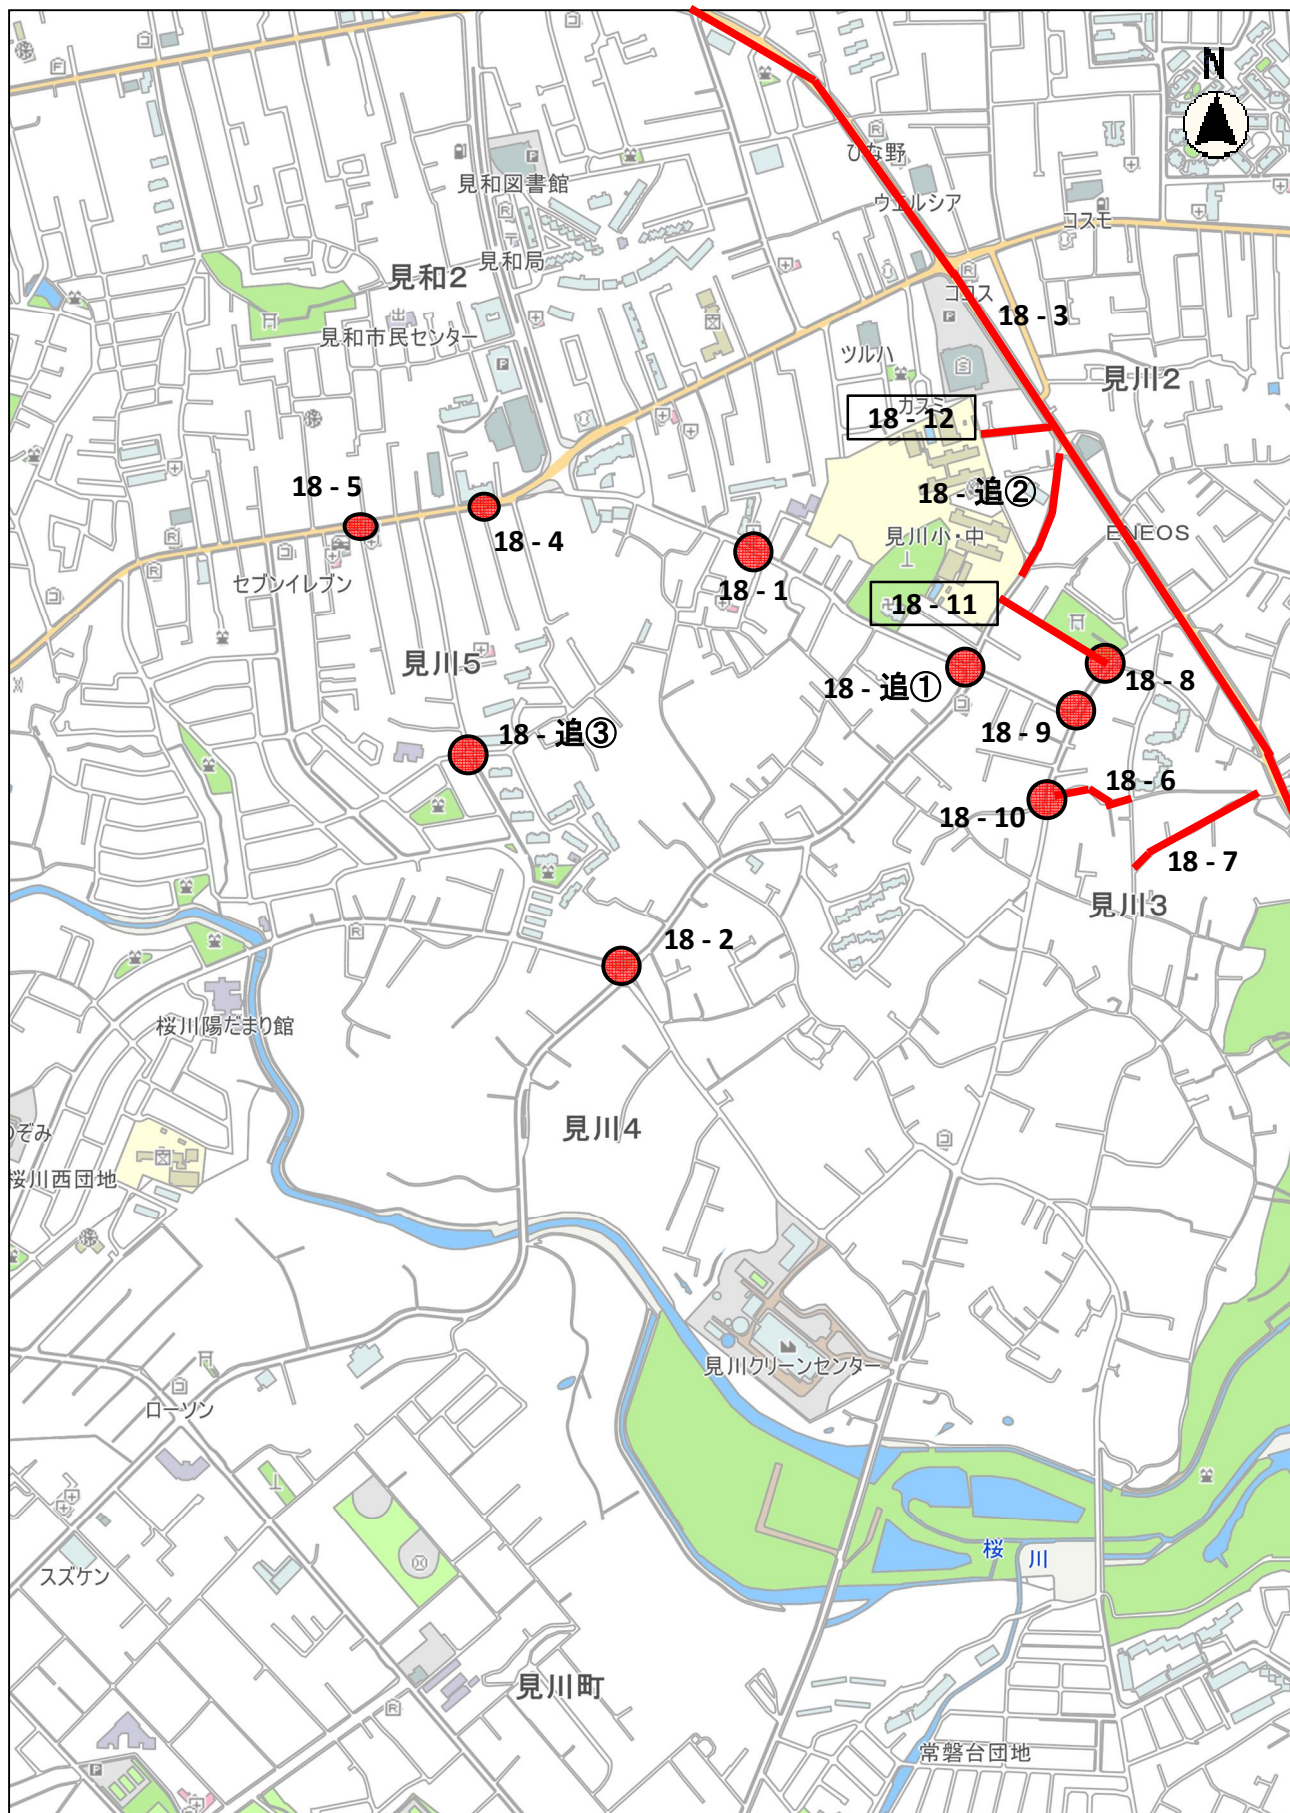 N
ひな野
見和図書館
ウエルシア
コスモ
見和局
見和2
ココス
18 - 3
見和市民センター
ツルハ
見川2
カスミ
18 - 12
18 - 5
18 - 追②
18 - 4
見川小・中
ENEOS
セブンイレブン
18 - 1
18 - 11
見川5
18 - 追①
18 - 8
18 - 追③
18 - 9
18 - 6
18 - 10
18 - 7
見川3
18 - 2
桜川陽だまり館
見川4
のぞみ
桜川西団地
見川クリーンセンター
ローソン
桜川
スズケン
見川町
常磐台団地